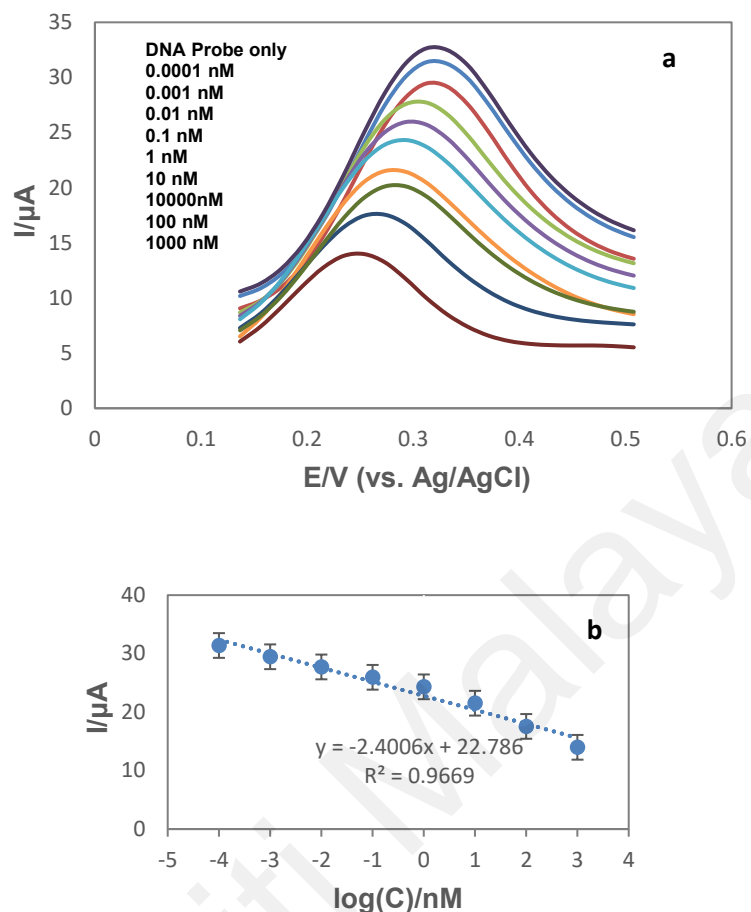 35
30
25
20
15
10
5
0
I/µA
DNA Probe only
0.0001 nM
0.001 nM
0.01 nM
0.1 nM
1 nM
10 nM
10000nM
100 nM
1000 nM
a
0 0.1 0.2 0.3 0.4 0.5 0.6
E/V (vs. Ag/AgCl)
40
30
20
10
0
I/µA
b
y = -2.4006x + 22.786
R² = 0.9669
-5 -4 -3 -2 -1 0 1 2 3 4
log(C)/nM
iti Malaya